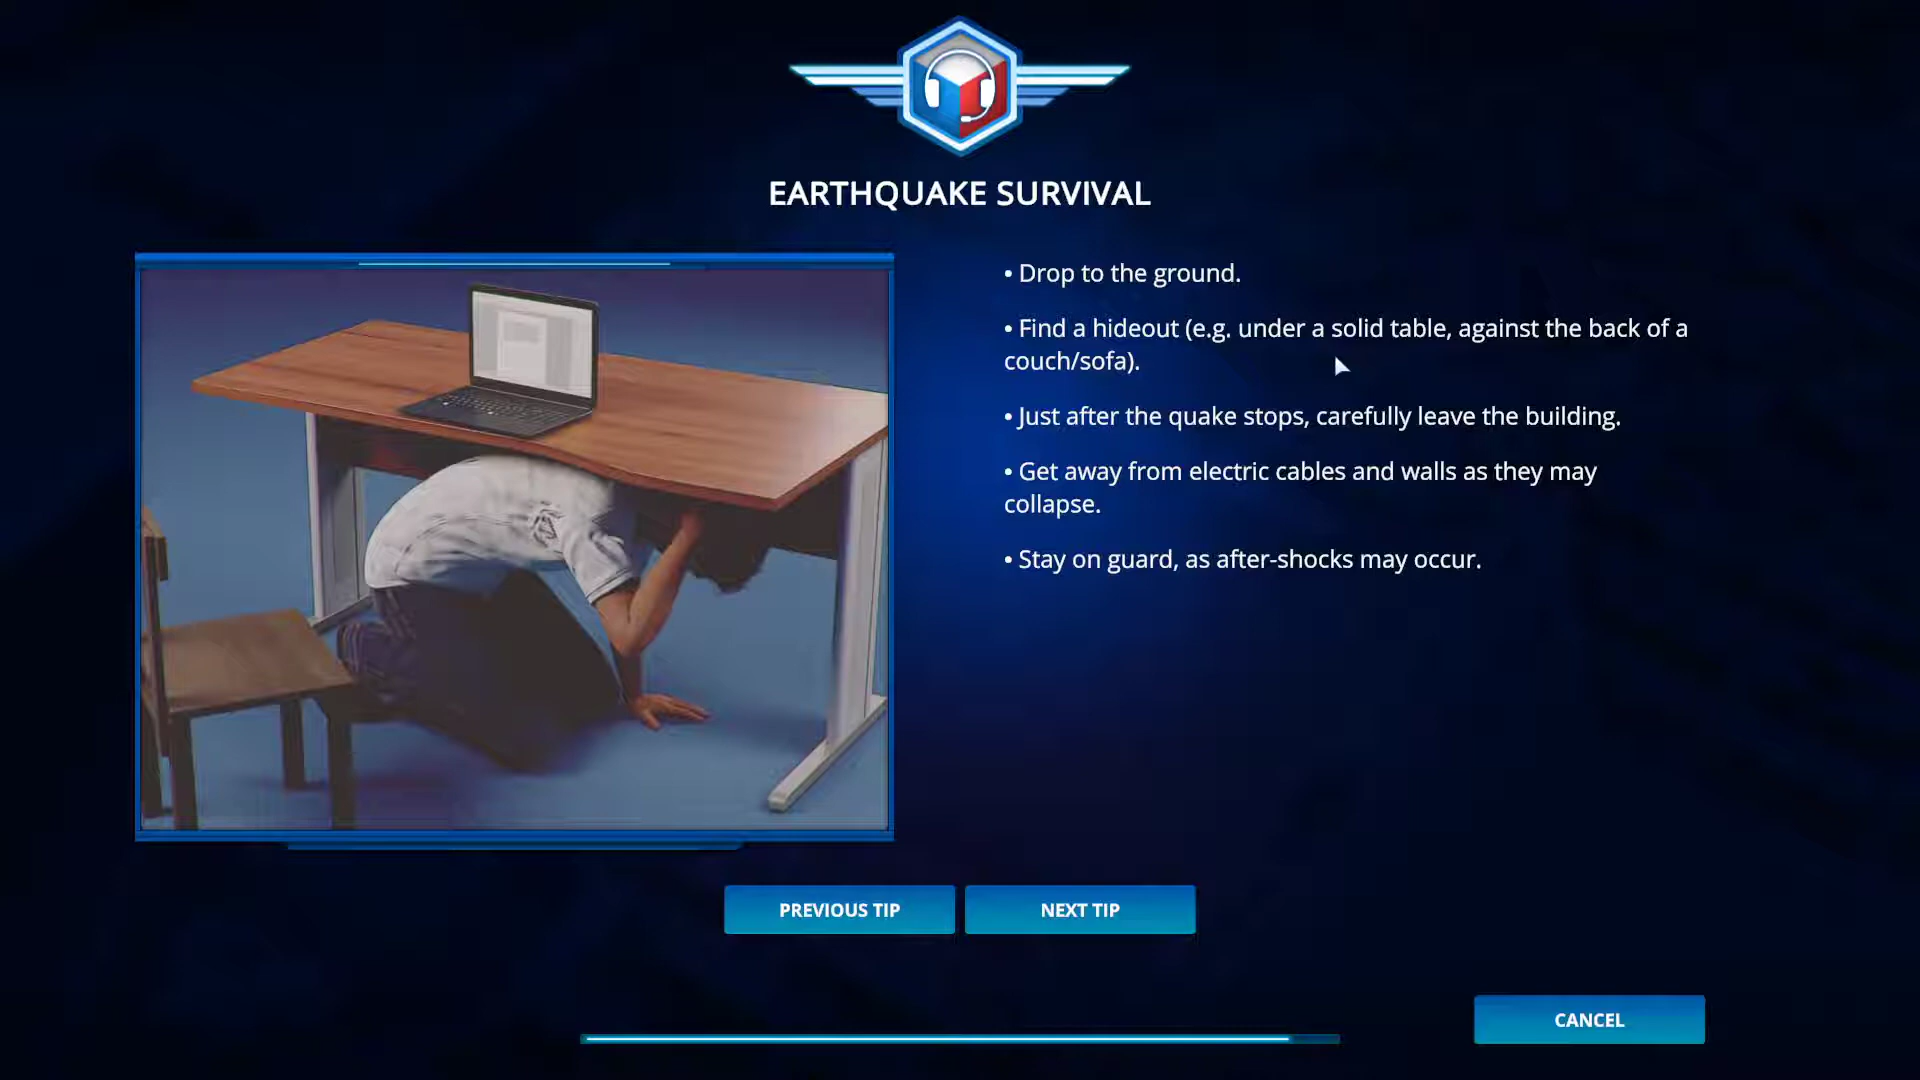 EARTHQUAKE SURVIVAL
• Drop to the ground.
• Find a hideout (e.g. under a solid table, against the back of a
couch/sofa).
• Just after the quake stops, carefully leave the building.
• Get away from electric cables and walls as they may
collapse.
• Stay on guard, as after-shocks may occur.
PREVIOUS TIP
NEXT TIP
CANCEL